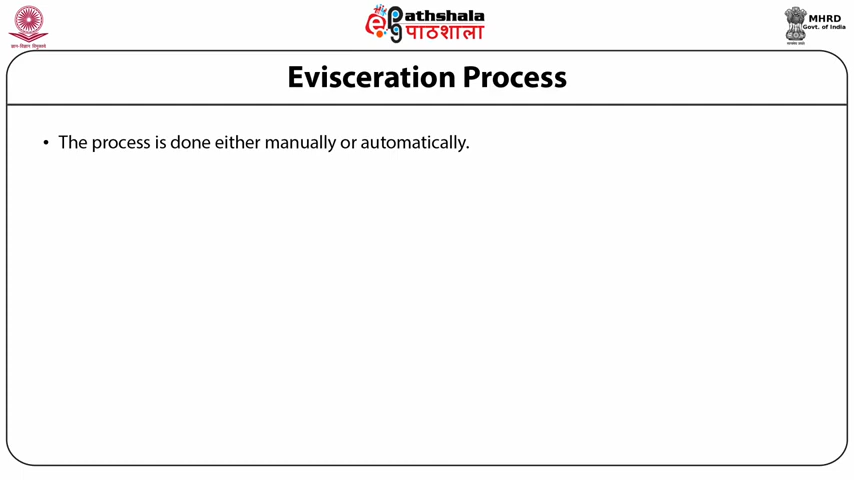 ePathshala
पाठशाला
MHRD
Govt. of India
Evisceration Process
• The process is done either manually or automatically.